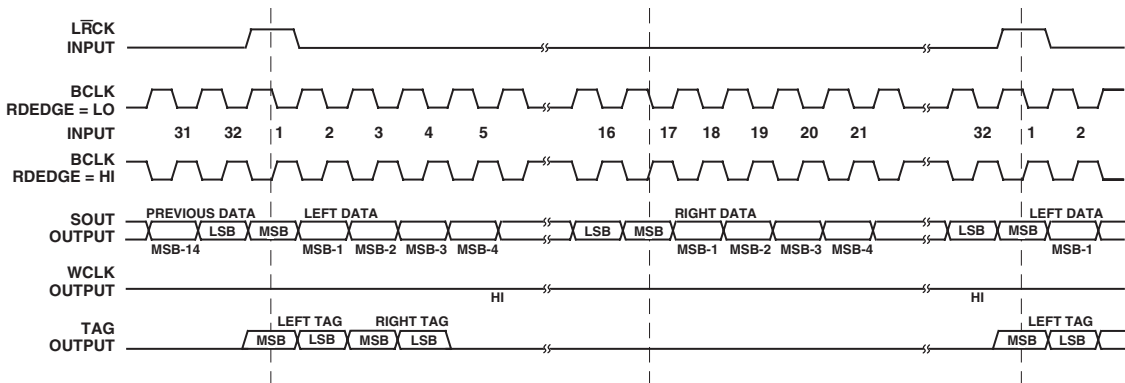 LRCK
INPUT
BCLK
RDEDGE = LO
INPUT 31 32 1 2 3 4 5 16 17 18 19 20 21 32 1 2
BCLK
RDEDGE = HI
SOUT PREVIOUS DATA LEFT DATA RIGHT DATA LEFT DATA
OUTPUT LSB MSB LSB MSB LSB MSB
MSB-14 MSB-1 MSB-2 MSB-3 MSB-4 MSB-1 MSB-2 MSB-3 MSB-4 MSB-1
WCLK
OUTPUT
HI HI
TAG LEFT TAG RIGHT TAG LEFT TAG
OUTPUT MSB LSB MSB LSB MSB LSB